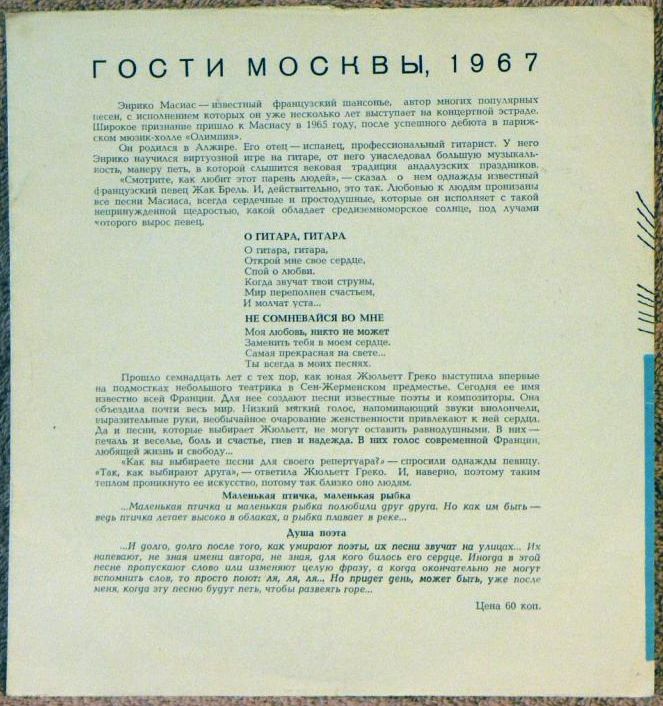 ГОСТИ МОСКВЫ, 1967
Энрико Масиас — известный французский шансонье, автор многих популярных
песен, с исполнением которых он уже несколько лет выступает на концертной эстраде.
Широкое признание пришло к Масиасу в 1965 году, после успешного дебюта в париж-
ском мюзик-холле «Олимпия».
Он родился в Алжире. Его отец — испанец, профессиональный гитарист. У него
Энрико научился виртуозной игре на гитаре, от него унаследовал большую музыкаль-
ность, манеру петь, в которой слышится вековая традиция андалузских праздников.
«Смотрите, как любит этот парень людей», — сказал о нем однажды известный
французский певец Жак Брель. И, действительно, это так. Любовью к людям пронизаны
все песни Масиаса, всегда сердечные и простодушные, которые он исполняет с такой
непринужденной щедростью, какой обладает средиземноморское солнце, под лучами
которого вырос певец.
О ГИТАРА, ГИТАРА
О гитара, гитара,
Открой мне свое сердце,
Спой о любви.
Когда звучат твои струны,
Мир переполнен счастьем,
И молчат уста...
НЕ СОМНЕВАЙСЯ ВО МНЕ
Моя любовь, никто не может
Заменить тебя в моем сердце.
Самая прекрасная на свете...
Ты всегда в моих песнях.
Прошло семнадцать лет с тех пор, как юная Жюльетт Греко выступила впервые
на подмостках небольшого театрика в Сен-Жерменском предместье. Сегодня ее имя
известно всей Франции. Для нее создают песни известные поэты и композиторы. Она
объездила почти весь мир. Низкий мягкий голос, напоминающий звуки виолончели,
выразительные руки, необычайное очарование женственности привлекают к ней сердца.
Да и песни, которые выбирает Жюльетт, не могут оставить равнодушными. В них —
печаль и веселье, боль и счастье, гнев и надежда. В них голос современной Франции,
любящей жизнь и свободу...
«Как вы выбираете песни для своего репертуара?» — спросили однажды певицу.
«Так, как выбирают друга», — ответила Жюльетт Греко. И, наверно, поэтому таким
теплом проникнуто ее искусство, потому так близко оно людям.
Маленькая птичка, маленькая рыбка
...Маленькая птичка и маленькая рыбка полюбили друг друга. Но как им быть —
ведь птичка летает высоко в облаках, а рыбка плавает в реке...
Душа поэта
...И долго, долго после того, как умирают поэты, их песни звучат на улицах... Их
напевают, не зная имени автора, не зная, для кого билось его сердце. Иногда в этой
песне пропускают слово или изменяют целую фразу, а когда окончательно не могут
вспомнить слов, то просто поют: ля, ля, ля... Но придет день, может быть, уже после
меня, когда эту песню будут петь, чтобы развеять горе...
Цена 60 коп.